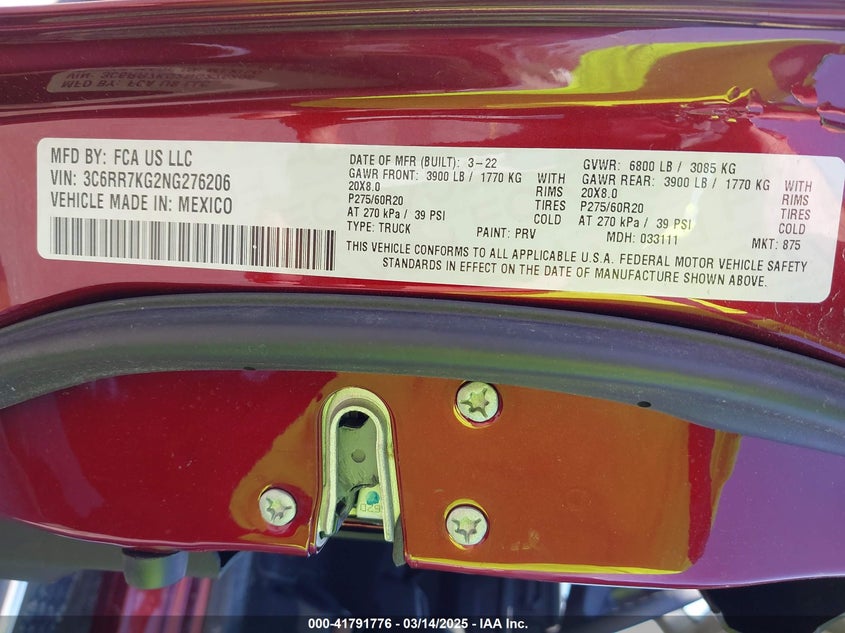 MFD BY: FCA US LLC
VIN: 3C6RR7KG2NG276206
VEHICLE MADE IN: MEXICO
DATE OF MFR (BUILT): 3-22
GAWR FRONT: 3900 LB / 1770 KG WITH
20X8.0 RIMS
P275/60R20 TIRES
AT 270 kPa / 39 PSI COLD
TYPE: TRUCK PAINT: PRV
GVWR: 6800 LB / 3085 KG
GAWR REAR: 3900 LB / 1770 KG WITH
20X8.0 RIMS
P275/60R20 TIRES
AT 270 kPa / 39 PSI COLD
MDH: 033111 MKT: 875
THIS VEHICLE CONFORMS TO ALL APPLICABLE U.S.A. FEDERAL MOTOR VEHICLE SAFETY
STANDARDS IN EFFECT ON THE DATE OF MANUFACTURE SHOWN ABOVE.
000-41791776 - 03/14/2025 - IAA Inc.